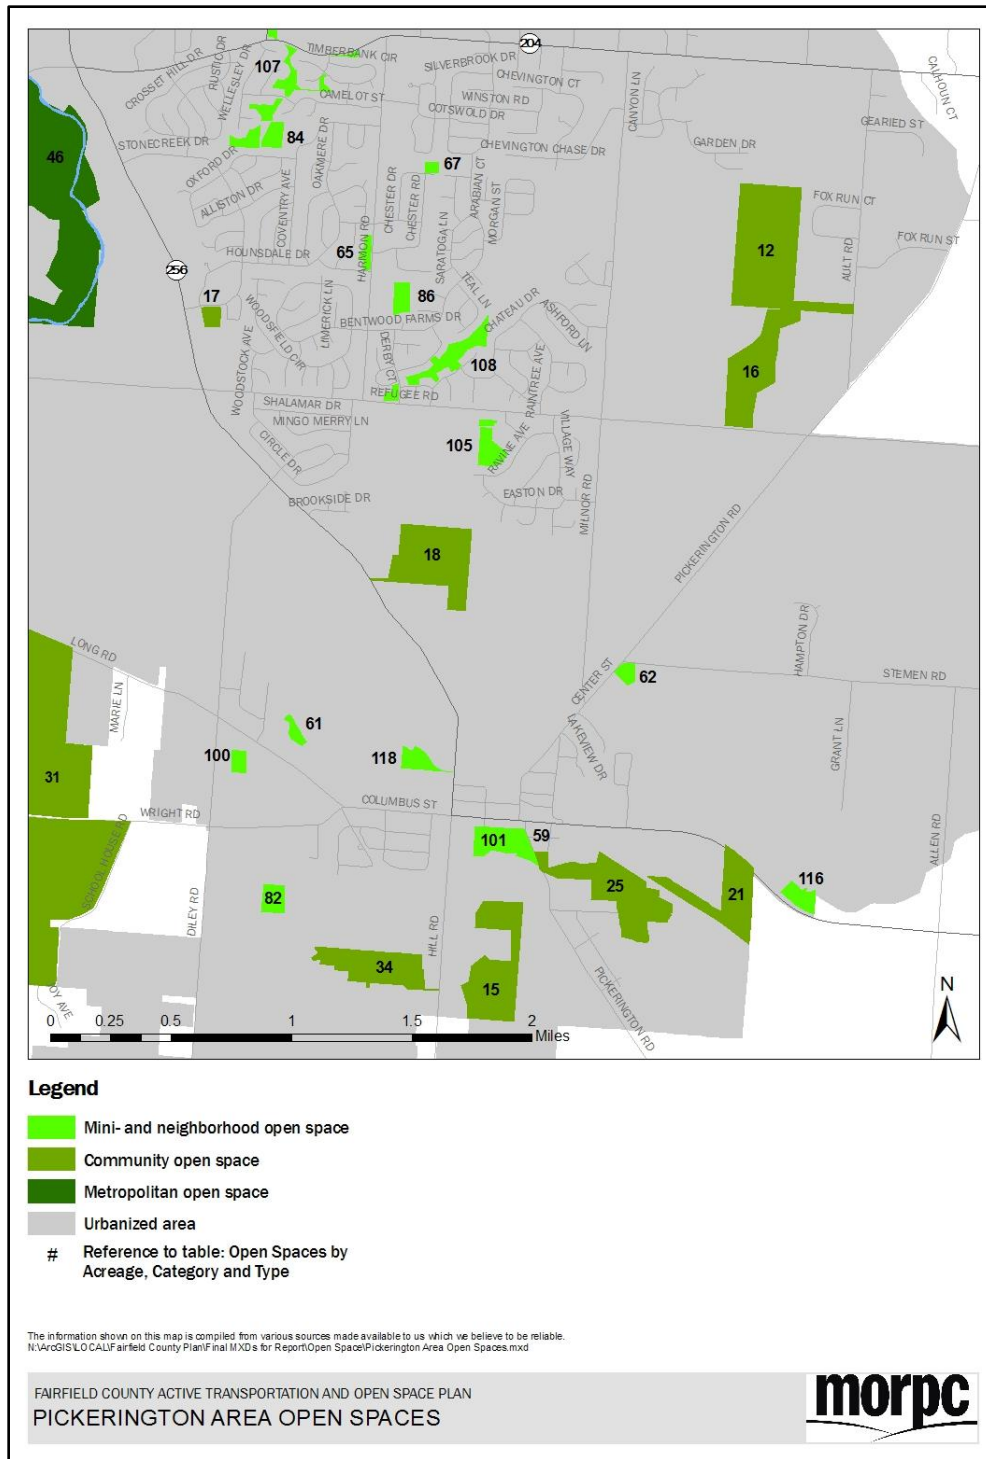 204
TIMBERBANK CIR
SILVERBROOK DR
CROSSET HILL DR
RUSTIC DR
WELLESLEY DR
107
CHEVINGTON CT
CANYON LN
CALHOUN CT
CAMELOT ST
WINSTON RD
COTSWOLD DR
GEARIED ST
STONECREEK DR
84
OAKMERE DR
CHEVINGTON CHASE DR
GARDEN DR
46
OXFORD DR
67
ALLISTON DR
COVENTRY AVE
CHESTER DR
CHESTER RD
ARABIAN CT
MORGAN ST
FOX RUN CT
12
AULT RD
FOX RUN ST
HOUNSDALE DR
65
HARMON RD
SARATOGA LN
256
17
WOODSFIELD CIR
LIMERICK LN
86
TEAL LN
CHATEAU DR
ASHFORD LN
BENTWOOD FARMS DR
WOODSTOCK AVE
DERBY CT
108
RAINTREE AVE
16
REFUGEE RD
SHALAMAR DR
MINGO MERRY LN
105
RAVINE AVE
VILLAGE WAY
CIRCLE DR
EASTON DR
BROOKSIDE DR
MILNOR RD
PICKERINGTON RD
18
HAMPTON DR
LONG RD
MARIE LN
CENTER ST
62
STEMEN RD
61
LAKEVIEW DR
GRANT LN
100
118
31
COLUMBUS ST
WRIGHT RD
SCHOOL HOUSE RD
101
59
ALLEN RD
116
82
DILEY RD
25
21
HILL RD
34
15
PICKERINGTON RD
OY AVE
N
0 0.25 0.5 1 1.5 2
Miles
Legend
Mini- and neighborhood open space
Community open space
Metropolitan open space
Urbanized area
# Reference to table: Open Spaces by
Acreage, Category and Type
The information shown on this map is compiled from various sources made available to us which we believe to be reliable.
N:\ArcGIS\LOCAL\Fairfield County Plan\Final MXDs for Report\Open Space\Pickerington Area Open Spaces.mxd
FAIRFIELD COUNTY ACTIVE TRANSPORTATION AND OPEN SPACE PLAN
PICKERINGTON AREA OPEN SPACES
morpc